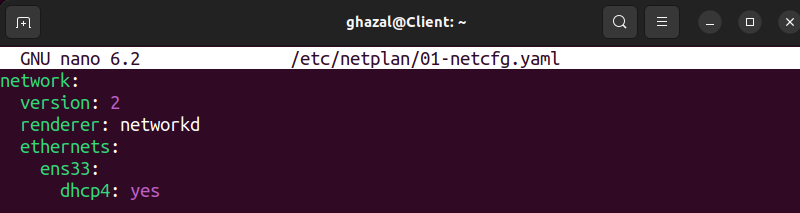 ghazal@Client: ~
GNU nano 6.2 /etc/netplan/01-netcfg.yaml
network:
  version: 2
  renderer: networkd
  ethernets:
    ens33:
      dhcp4: yes